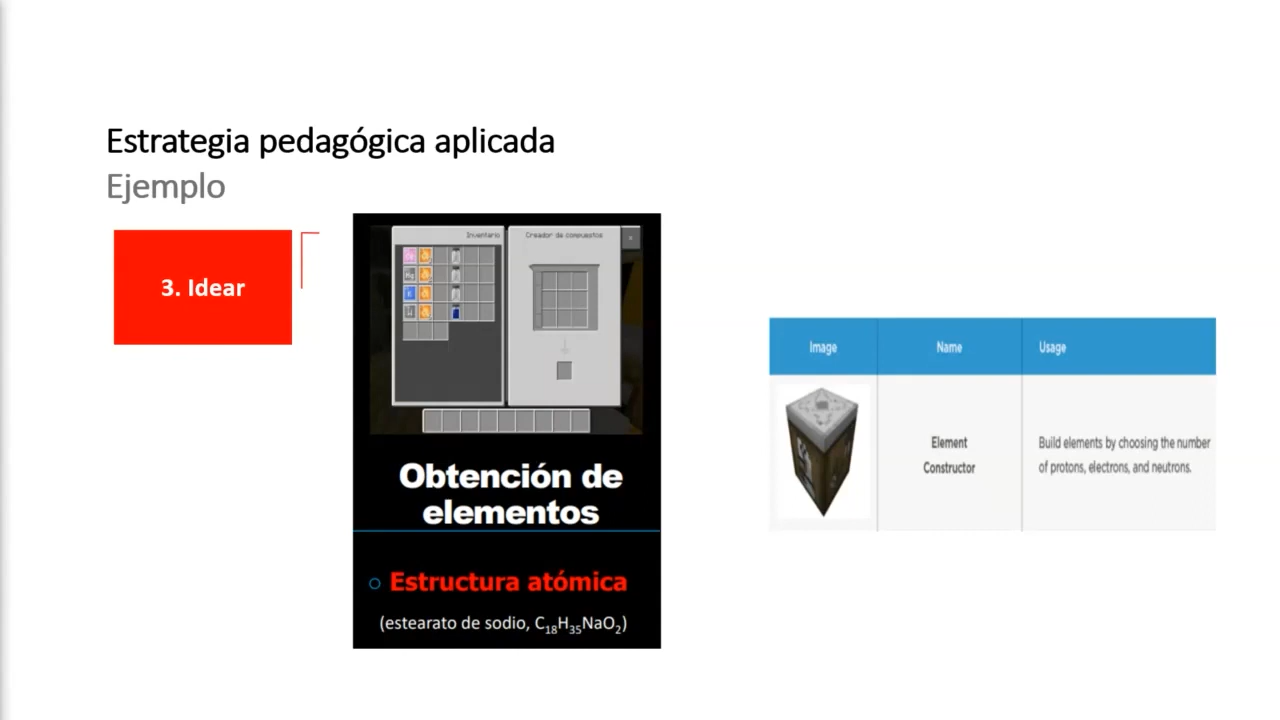 Estrategia pedagógica aplicada
Ejemplo
3. Idear
Inventario
Creador de compuestos
Obtención de
elementos
Estructura atómica
(estearato de sodio, C₁₈H₃₅NaO₂)
Image Name Usage
Element
Constructor
Build elements by choosing the number
of protons, electrons, and neutrons.